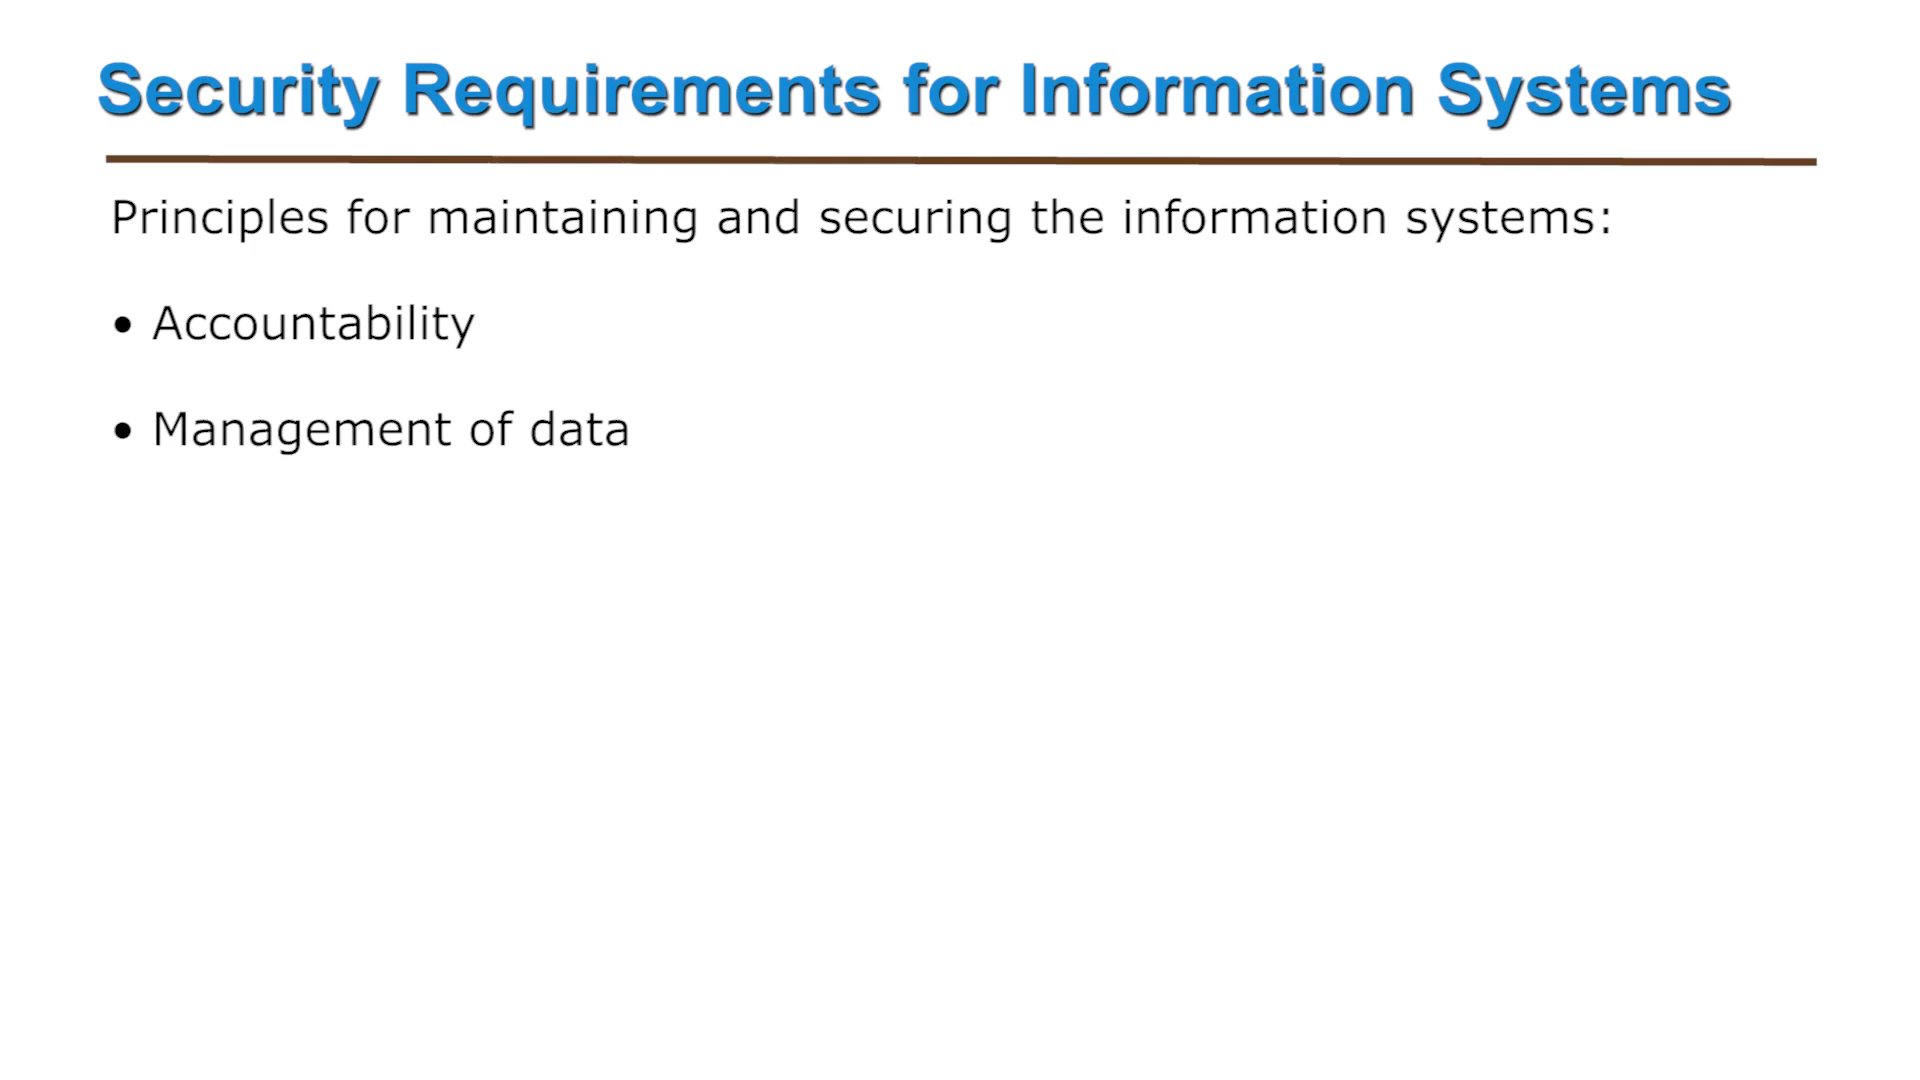 Security Requirements for Information Systems
Principles for maintaining and securing the information systems:
• Accountability
• Management of data